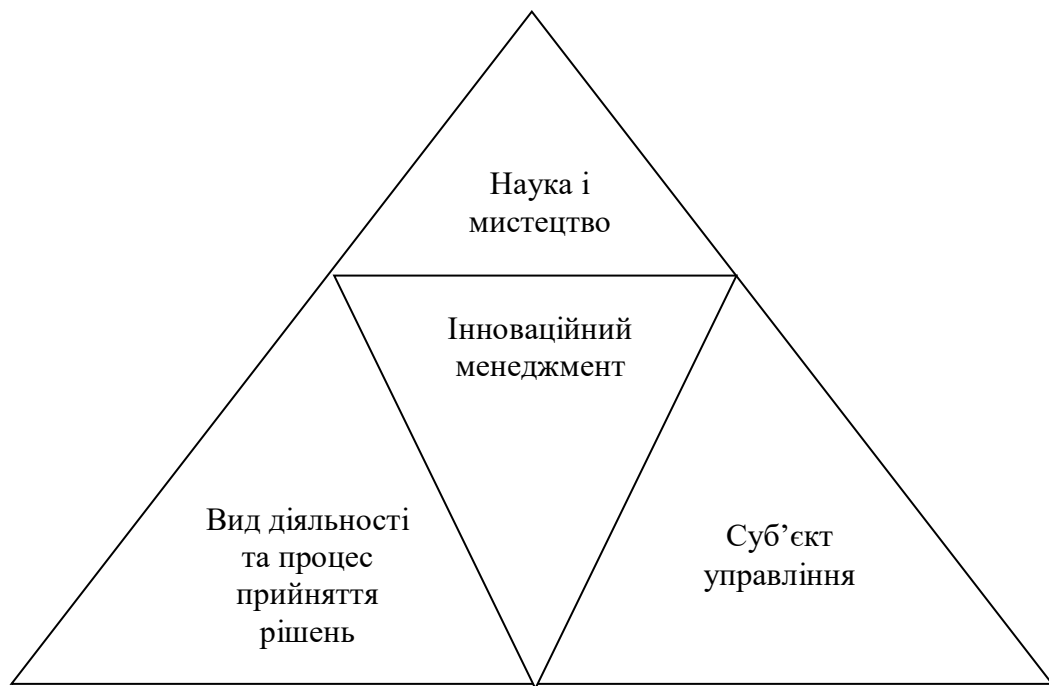 Наука і
мистецтво
Інноваційний
менеджмент
Вид діяльності
та процес
прийняття
рішень
Суб’єкт
управління